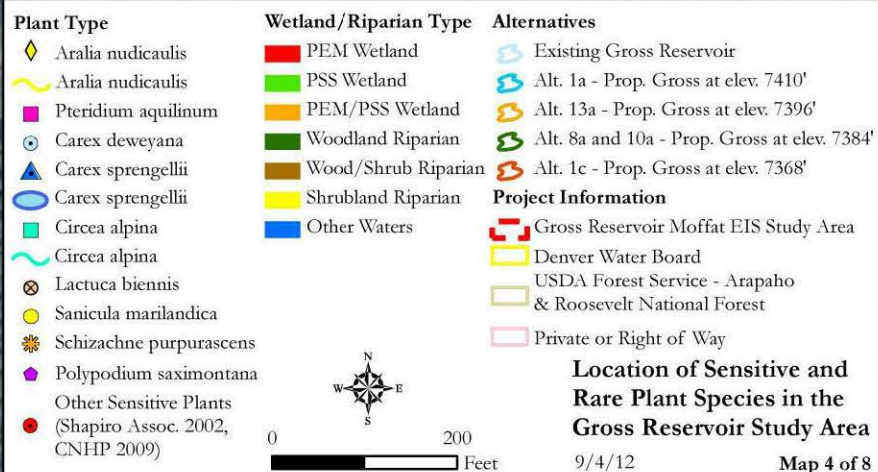 Plant Type
Aralia nudicaulis
Aralia nudicaulis
Pteridium aquilinum
Carex deweyana
Carex sprengellii
Carex sprengellii
Circea alpina
Circea alpina
Lactuca biennis
Sanicula marilandica
Schizachne purpurascens
Polypodium saximontana
Other Sensitive Plants
(Shapiro Assoc. 2002,
CNHP 2009)
Wetland/Riparian Type
PEM Wetland
PSS Wetland
PEM/PSS Wetland
Woodland Riparian
Wood/Shrub Riparian
Shrubland Riparian
Other Waters
N
W E
S
0 200
Feet
Alternatives
Existing Gross Reservoir
Alt. 1a - Prop. Gross at elev. 7410'
Alt. 13a - Prop. Gross at elev. 7396'
Alt. 8a and 10a - Prop. Gross at elev. 7384'
Alt. 1c - Prop. Gross at elev. 7368'
Project Information
Gross Reservoir Moffat EIS Study Area
Denver Water Board
USDA Forest Service - Arapaho
& Roosevelt National Forest
Private or Right of Way
Location of Sensitive and
Rare Plant Species in the
Gross Reservoir Study Area
9/4/12 Map 4 of 8